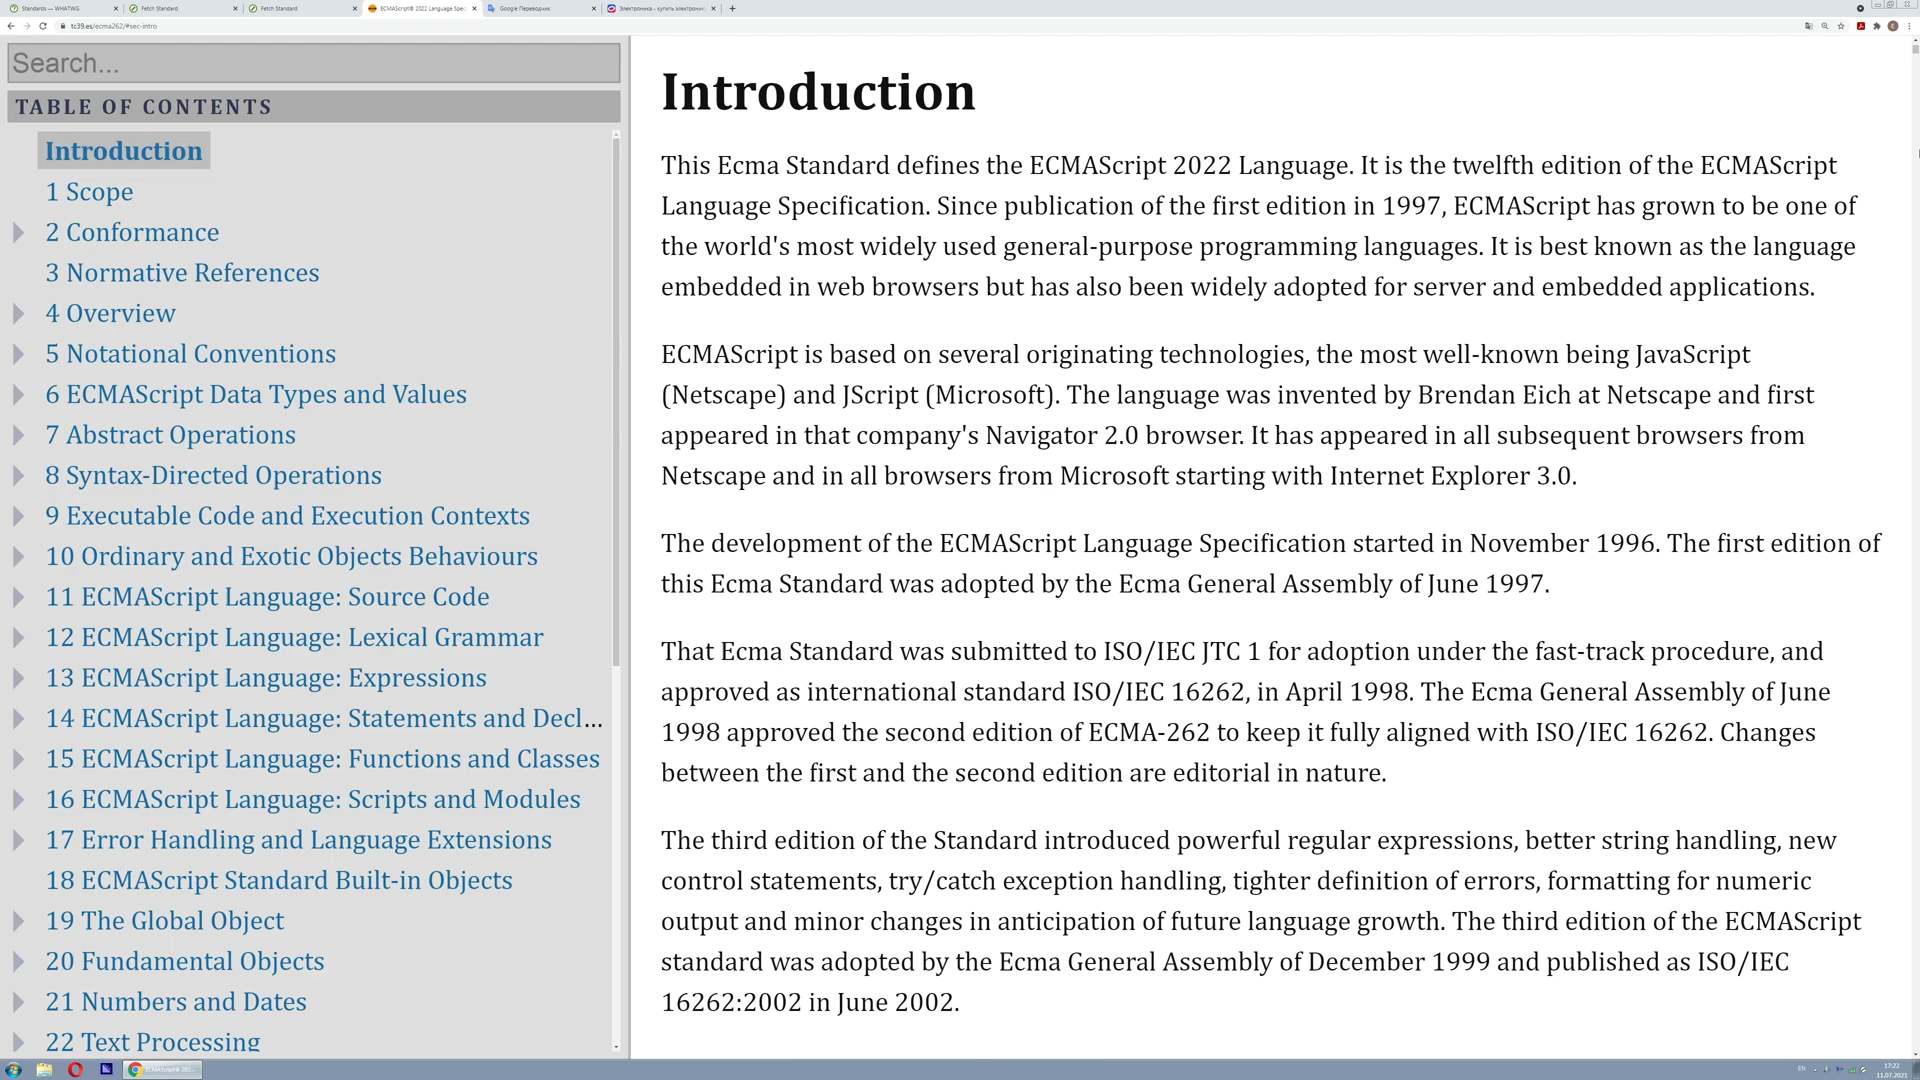 Standards — WHATWG
Fetch Standard
Fetch Standard
ECMAScript® 2022 Language Spec
Google Переводчик
Электроника - купить электроник
tc39.es/ecma262/#sec-intro
Search...
TABLE OF CONTENTS
Introduction
1 Scope
2 Conformance
3 Normative References
4 Overview
5 Notational Conventions
6 ECMAScript Data Types and Values
7 Abstract Operations
8 Syntax-Directed Operations
9 Executable Code and Execution Contexts
10 Ordinary and Exotic Objects Behaviours
11 ECMAScript Language: Source Code
12 ECMAScript Language: Lexical Grammar
13 ECMAScript Language: Expressions
14 ECMAScript Language: Statements and Decl...
15 ECMAScript Language: Functions and Classes
16 ECMAScript Language: Scripts and Modules
17 Error Handling and Language Extensions
18 ECMAScript Standard Built-in Objects
19 The Global Object
20 Fundamental Objects
21 Numbers and Dates
22 Text Processing
Introduction
This Ecma Standard defines the ECMAScript 2022 Language. It is the twelfth edition of the ECMAScript
Language Specification. Since publication of the first edition in 1997, ECMAScript has grown to be one of
the world's most widely used general-purpose programming languages. It is best known as the language
embedded in web browsers but has also been widely adopted for server and embedded applications.
ECMAScript is based on several originating technologies, the most well-known being JavaScript
(Netscape) and JScript (Microsoft). The language was invented by Brendan Eich at Netscape and first
appeared in that company's Navigator 2.0 browser. It has appeared in all subsequent browsers from
Netscape and in all browsers from Microsoft starting with Internet Explorer 3.0.
The development of the ECMAScript Language Specification started in November 1996. The first edition of
this Ecma Standard was adopted by the Ecma General Assembly of June 1997.
That Ecma Standard was submitted to ISO/IEC JTC 1 for adoption under the fast-track procedure, and
approved as international standard ISO/IEC 16262, in April 1998. The Ecma General Assembly of June
1998 approved the second edition of ECMA-262 to keep it fully aligned with ISO/IEC 16262. Changes
between the first and the second edition are editorial in nature.
The third edition of the Standard introduced powerful regular expressions, better string handling, new
control statements, try/catch exception handling, tighter definition of errors, formatting for numeric
output and minor changes in anticipation of future language growth. The third edition of the ECMAScript
standard was adopted by the Ecma General Assembly of December 1999 and published as ISO/IEC
16262:2002 in June 2002.
ECMAScript® 202...
EN
17:22
11.07.2021